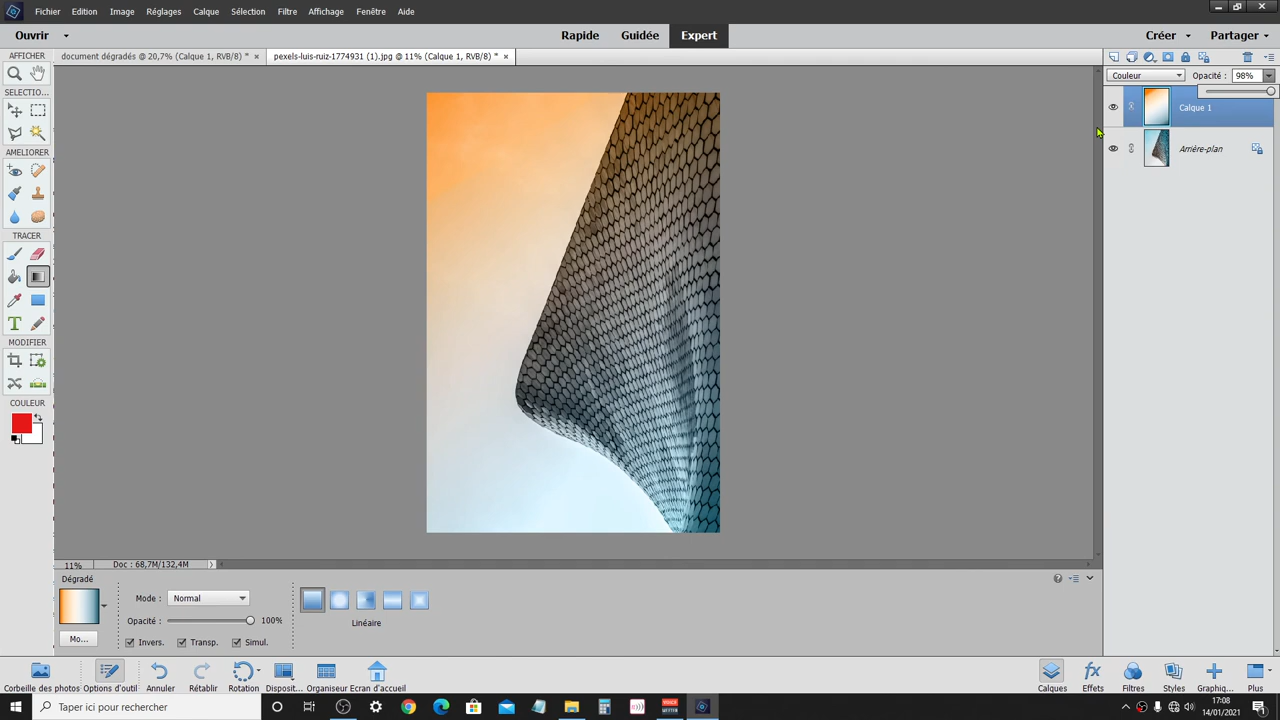 Fichier Edition Image Réglages Calque Sélection Filtre Affichage Fenêtre Aide
Ouvrir Rapide Guidée Expert Créer Partager
AFFICHER
document dégradés @ 20,7% (Calque 1, RVB/8) * × pexels-luis-ruiz-1774931 (1).jpg @ 11% (Calque 1, RVB/8) * ×
Couleur Opacité : 98%
SELECTIO...
Calque 1
Arrière-plan
AMELIORER
TRACER
MODIFIER
COULEUR
11% Doc : 68,7M/132,4M
Dégradé
Mode : Normal
Opacité : 100%
Linéaire
Mo... Invers. Transp. Simul.
Corbeille des photos Options d'outil Annuler Rétablir Rotation Disposit... Organiseur Ecran d'accueil Calques Effets Filtres Styles Graphiq... Plus
Taper ici pour rechercher
17:08
14/01/2021